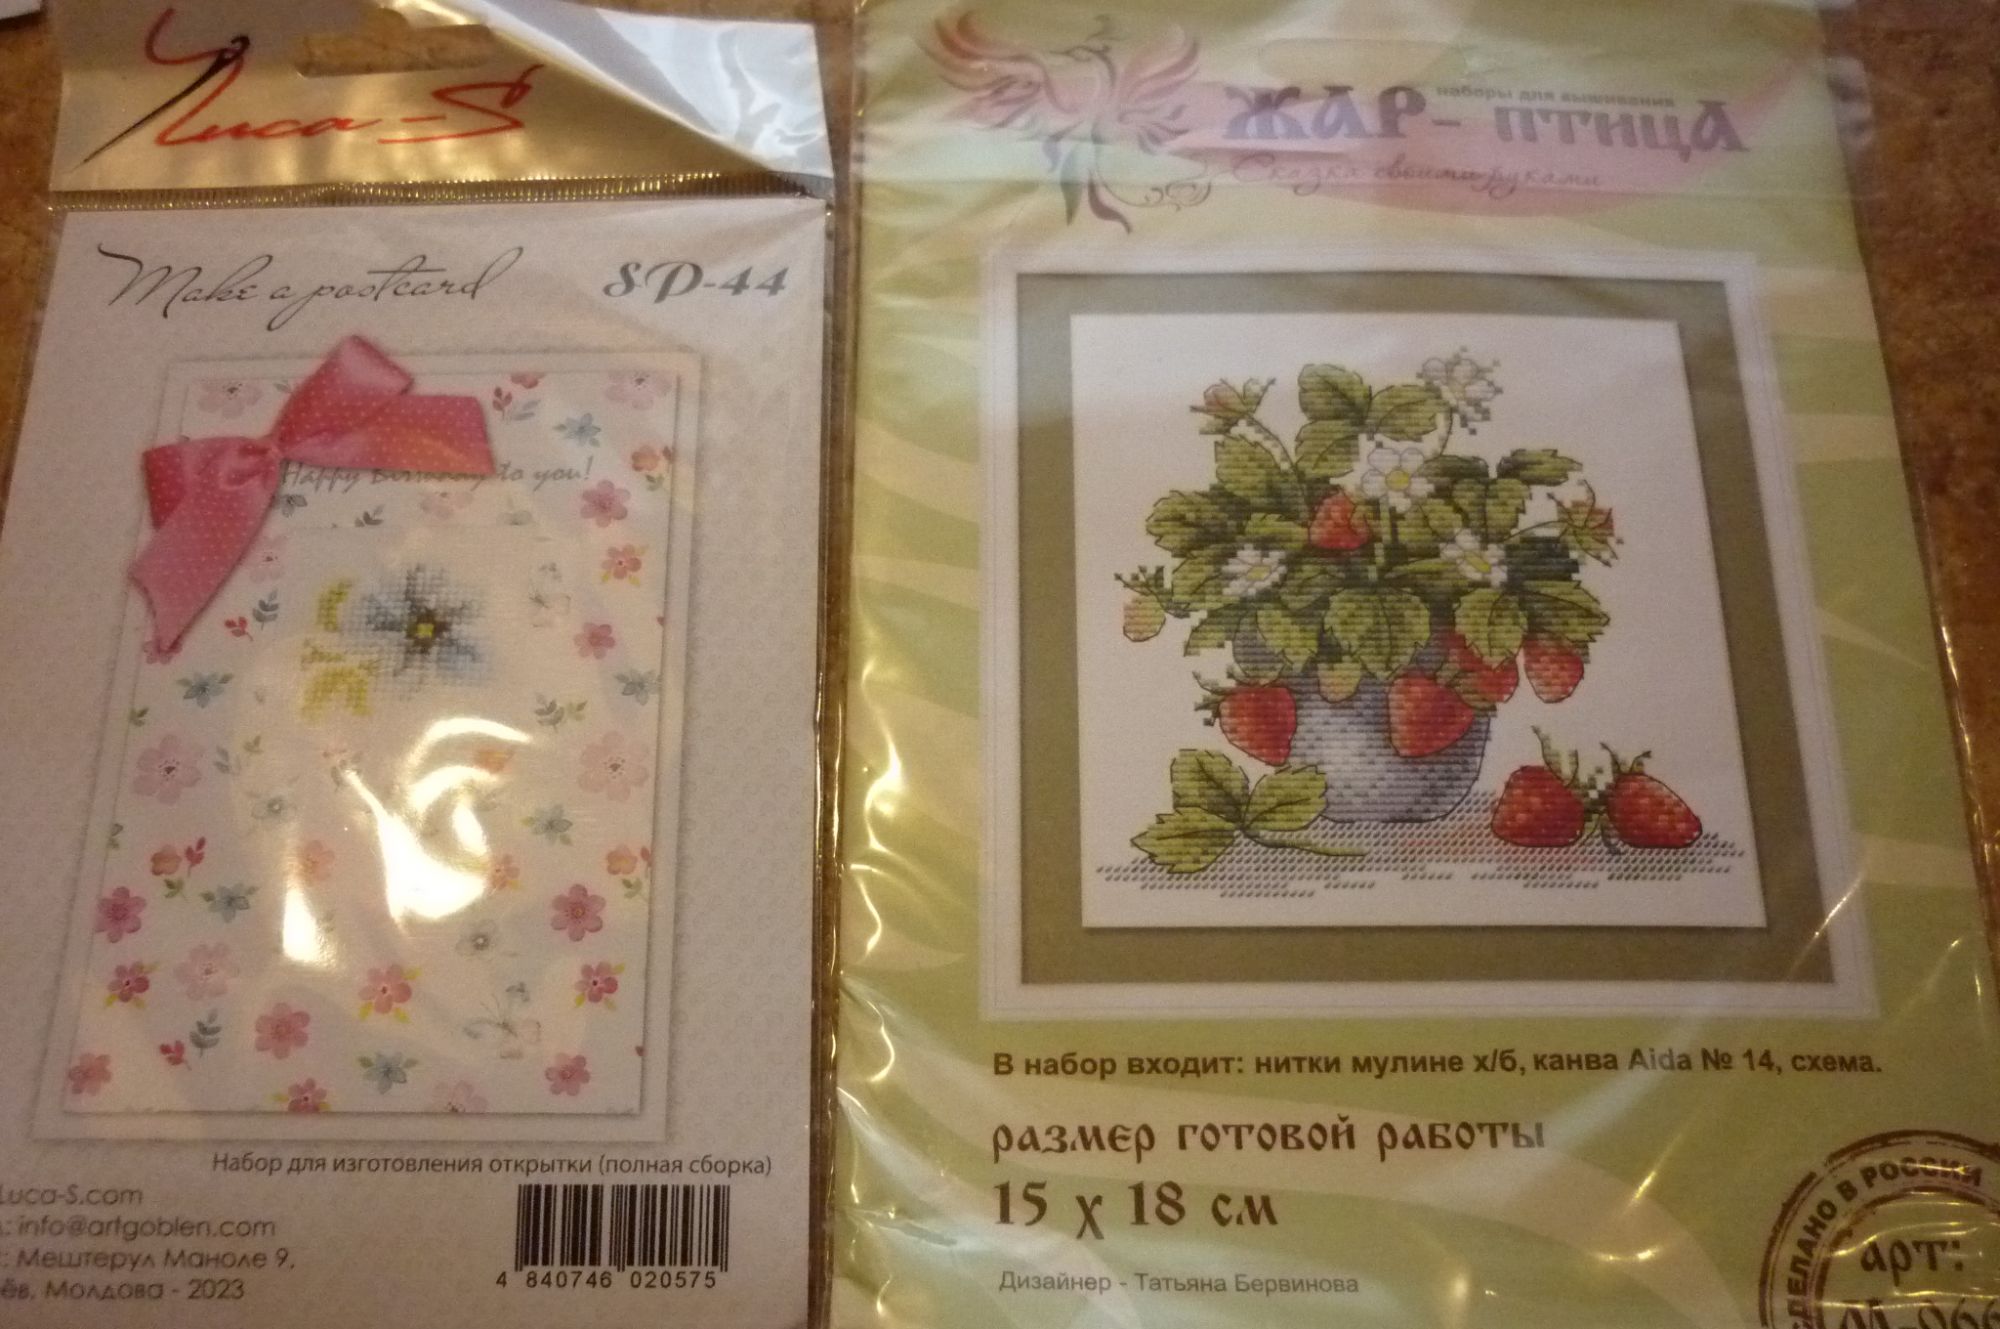 Luca-S
Make a postcard
SP-44
Happy Birthday to you!
Набор для изготовления открытки (полная сборка)
Luca-S.com
info@artgoblen.com
Мештерул Маноле 9,
Молдова - 2023
4 840746 020575
наборы для вышивания
ЖАР-ПТИЦА
Сказка своими руками
В набор входит: нитки мулине х/б, канва Aida № 14, схема.
размер готовой работы
15 х 18 см
Дизайнер - Татьяна Бервинова
СДЕЛАНО В РОССИИ
арт: